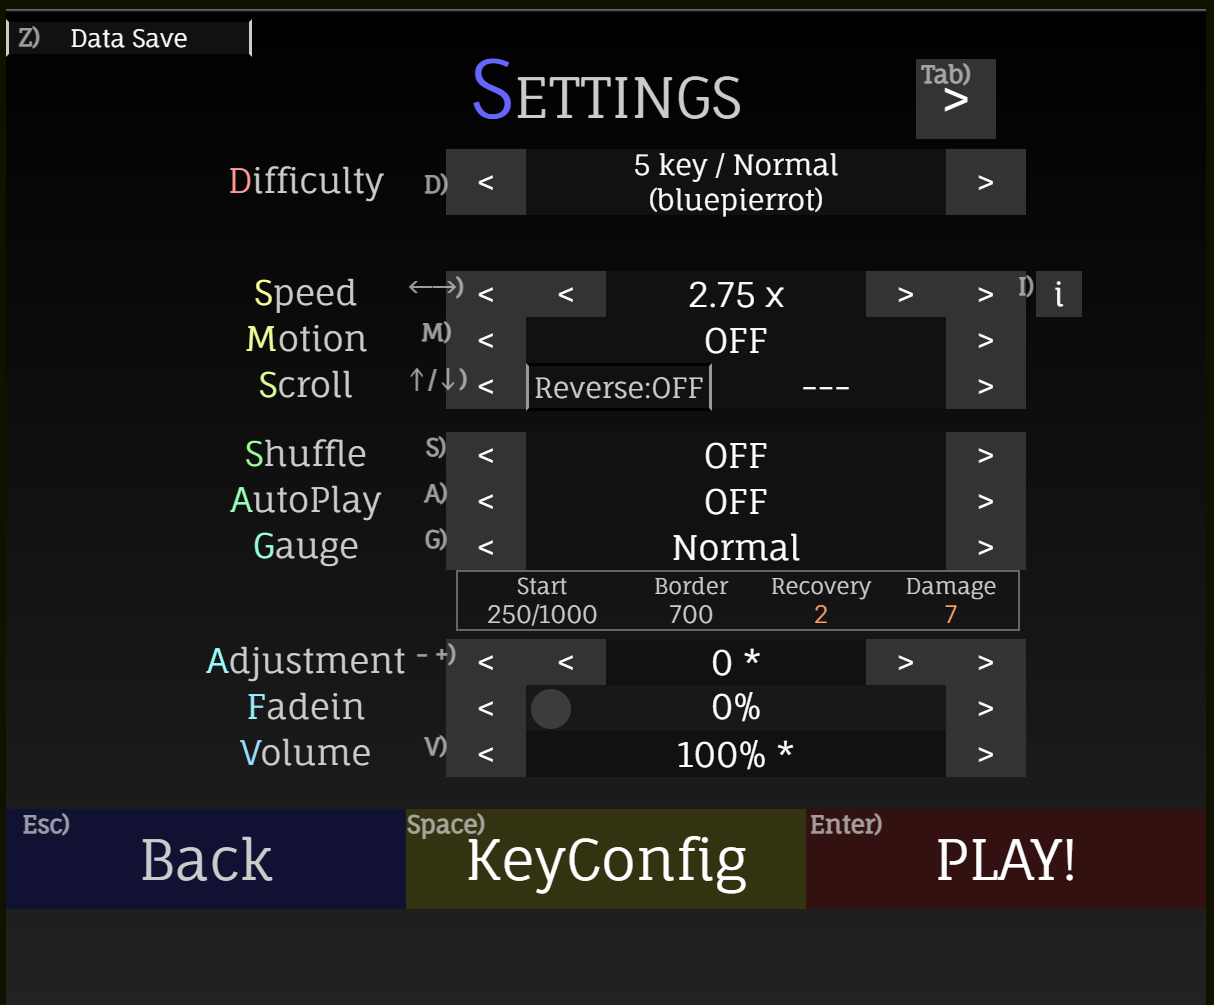 Z) Data Save
SETTINGS
Tab)
>
Difficulty D) < 5 key / Normal >
(bluepierrot)
Speed ←→) < < 2.75 x > > I) i
Motion M) < OFF >
Scroll ↑/↓) < Reverse:OFF --- >
Shuffle S) < OFF >
AutoPlay A) < OFF >
Gauge G) < Normal >
Start Border Recovery Damage
250/1000 700 2 7
Adjustment - +) < < 0 * > >
Fadein < 0% >
Volume V) < 100% * >
Esc) Space) Enter)
Back KeyConfig PLAY!